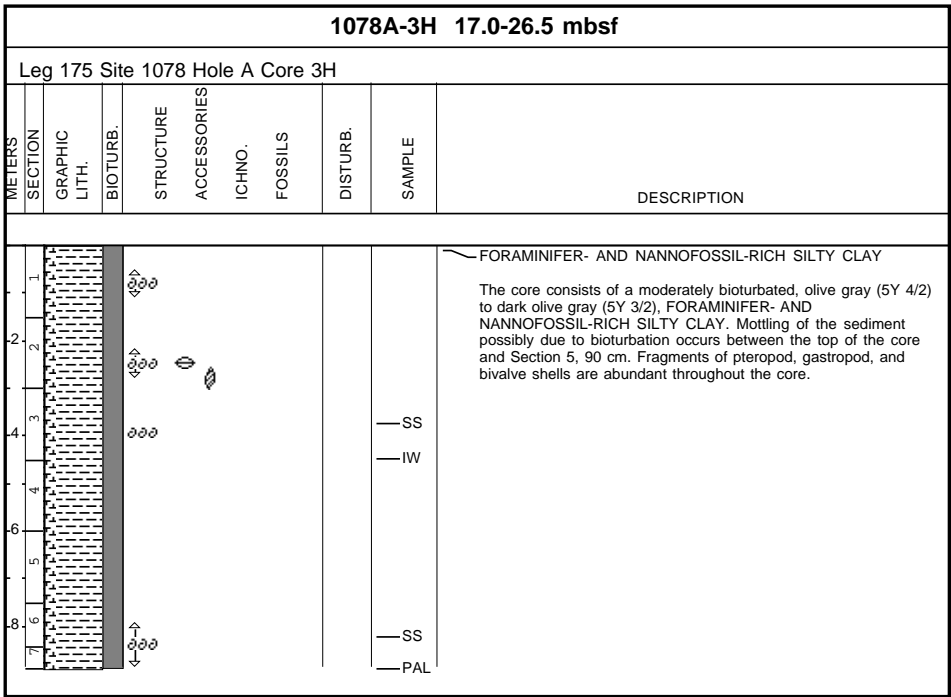 1078A-3H 17.0-26.5 mbsf
Leg 175 Site 1078 Hole A Core 3H
METERS
SECTION
GRAPHIC
LITH.
BIOTURB.
STRUCTURE
ACCESSORIES
ICHNO.
FOSSILS
DISTURB.
SAMPLE
DESCRIPTION
FORAMINIFER- AND NANNOFOSSIL-RICH SILTY CLAY
The core consists of a moderately bioturbated, olive gray (5Y 4/2)
to dark olive gray (5Y 3/2), FORAMINIFER- AND
NANNOFOSSIL-RICH SILTY CLAY. Mottling of the sediment
possibly due to bioturbation occurs between the top of the core
and Section 5, 90 cm. Fragments of pteropod, gastropod, and
bivalve shells are abundant throughout the core.
1
2
2
3
SS
4
IW
4
6
5
8
6
SS
7
PAL